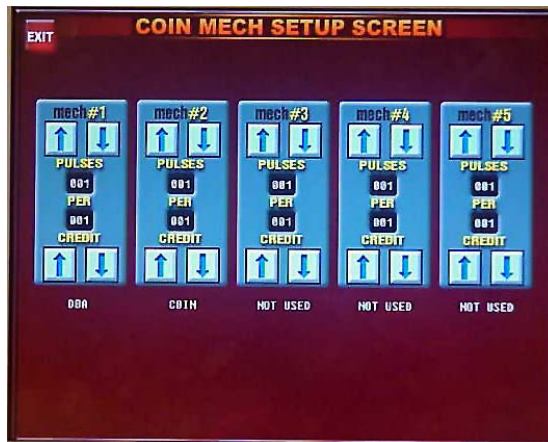 COIN MECH SETUP SCREEN
EXIT
mech#1 mech#2 mech#3 mech#4 mech#5
PULSES PULSES PULSES PULSES PULSES
001 001 001 001 001
PER PER PER PER PER
001 001 001 001 001
CREDIT CREDIT CREDIT CREDIT CREDIT
DBA COIN NOT USED NOT USED NOT USED